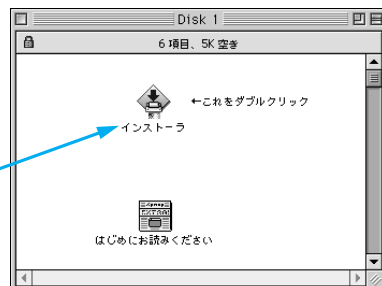 Disk 1
6 項目、5K 空き
←これをダブルクリック
インストーラ
はじめにお読みください